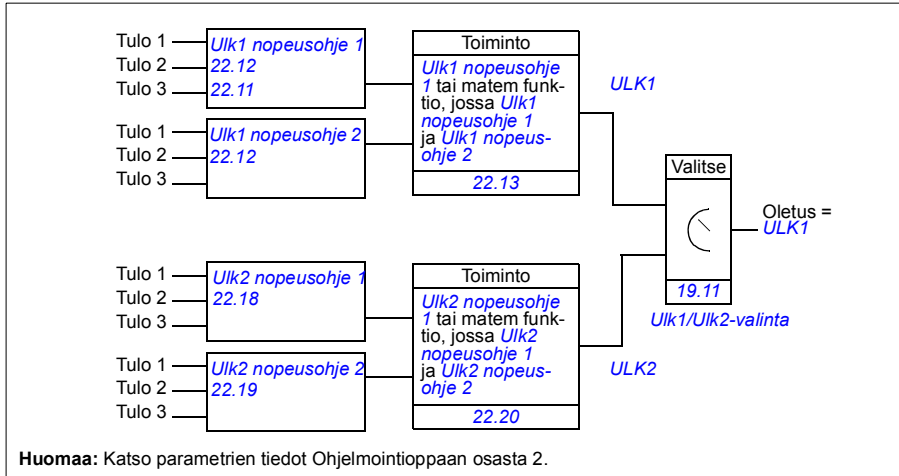 Tulo 1
Tulo 2
Tulo 3
Ulk1 nopeusohje 1
22.12
22.11
Tulo 1
Tulo 2
Tulo 3
Ulk1 nopeusohje 2
22.12
Toiminto
Ulk1 nopeusohje
1 tai matem funk-
tio, jossa Ulk1
nopeusohje 1
ja Ulk1 nopeus-
ohje 2
22.13
ULK1
Valitse
19.11
Ulk1/Ulk2-valinta
Oletus =
ULK1
Tulo 1
Tulo 2
Tulo 3
Ulk2 nopeusohje 1
22.18
Tulo 1
Tulo 2
Tulo 3
Ulk2 nopeusohje 2
22.19
Toiminto
Ulk2 nopeusohje
1 tai matem funk-
tio, jossa Ulk2
nopeusohje 1
ja Ulk2 nopeus-
ohje 2
22.20
ULK2
Huomaa: Katso parametrien tiedot Ohjelmointioppaan osasta 2.